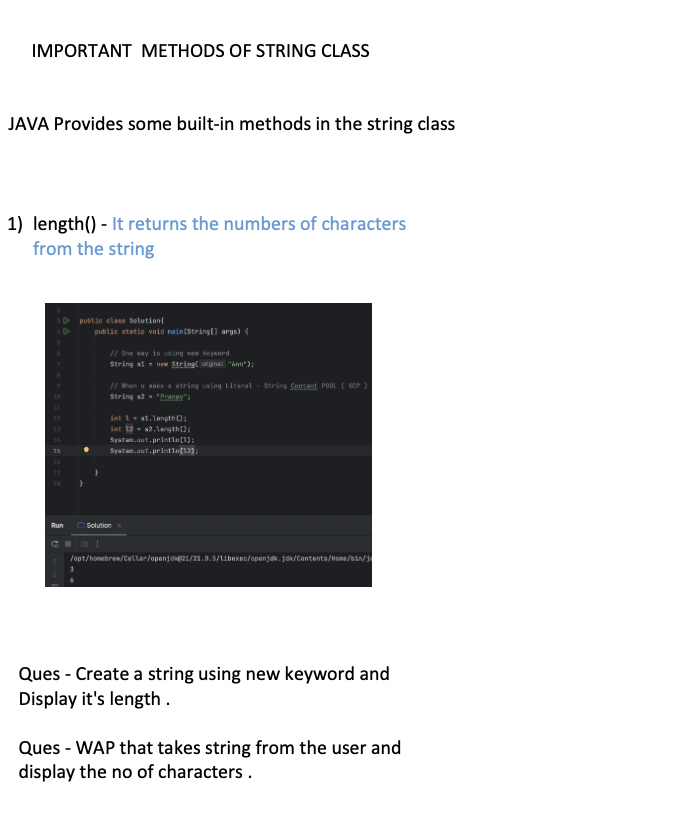 IMPORTANT METHODS OF STRING CLASS
JAVA Provides some built-in methods in the string class
1) length() - It returns the numbers of characters
from the string
2
3 public class Solution{
4 public static void main(String[] args) {
5
6 // One way is using new Keyword
7 String s1 = new String( original: "Ann");
8
9 // When u make a string using Literal - String Contant POOL ( SCP )
10 String s2 = "Pranay";
11
12 int l = s1.length();
13 int l2 = s2.length();
14 System.out.println(l);
15 System.out.println(l2);
16
17 }
18 }
Run Solution ×
/opt/homebrew/Cellar/openjdk@21/21.0.5/libexec/openjdk.jdk/Contents/Home/bin/j
3
6
Ques - Create a string using new keyword and
Display it's length .
Ques - WAP that takes string from the user and
display the no of characters .